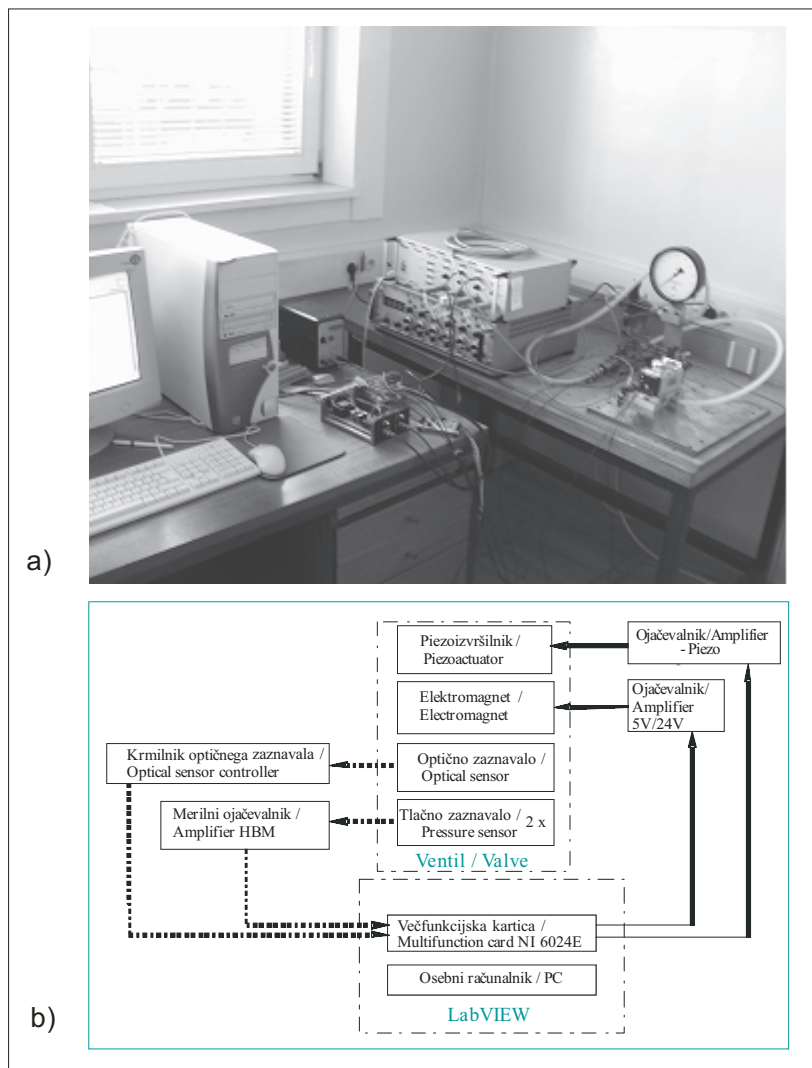 a)
Piezoizvršilnik /
Piezoactuator
Ojačevalnik/Amplifier
- Piezo
Elektromagnet /
Electromagnet
Ojačevalnik/
Amplifier
5V/24V
Krmilnik optičnega zaznavala /
Optical sensor controller
Optično zaznavalo /
Optical sensor
Merilni ojačevalnik /
Amplifier HBM
Tlačno zaznavalo /
Pressure sensor
2 x
Ventil / Valve
Večfunkcijska kartica /
Multifunction card NI 6024E
Osebni računalnik / PC
LabVIEW
b)